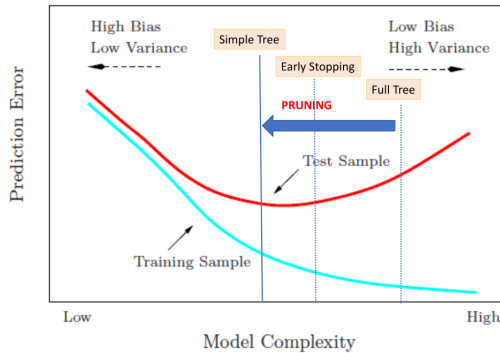 High Bias
Low Variance
Simple Tree
Low Bias
High Variance
Early Stopping
Full Tree
PRUNING
Test Sample
Training Sample
Prediction Error
Low
High
Model Complexity